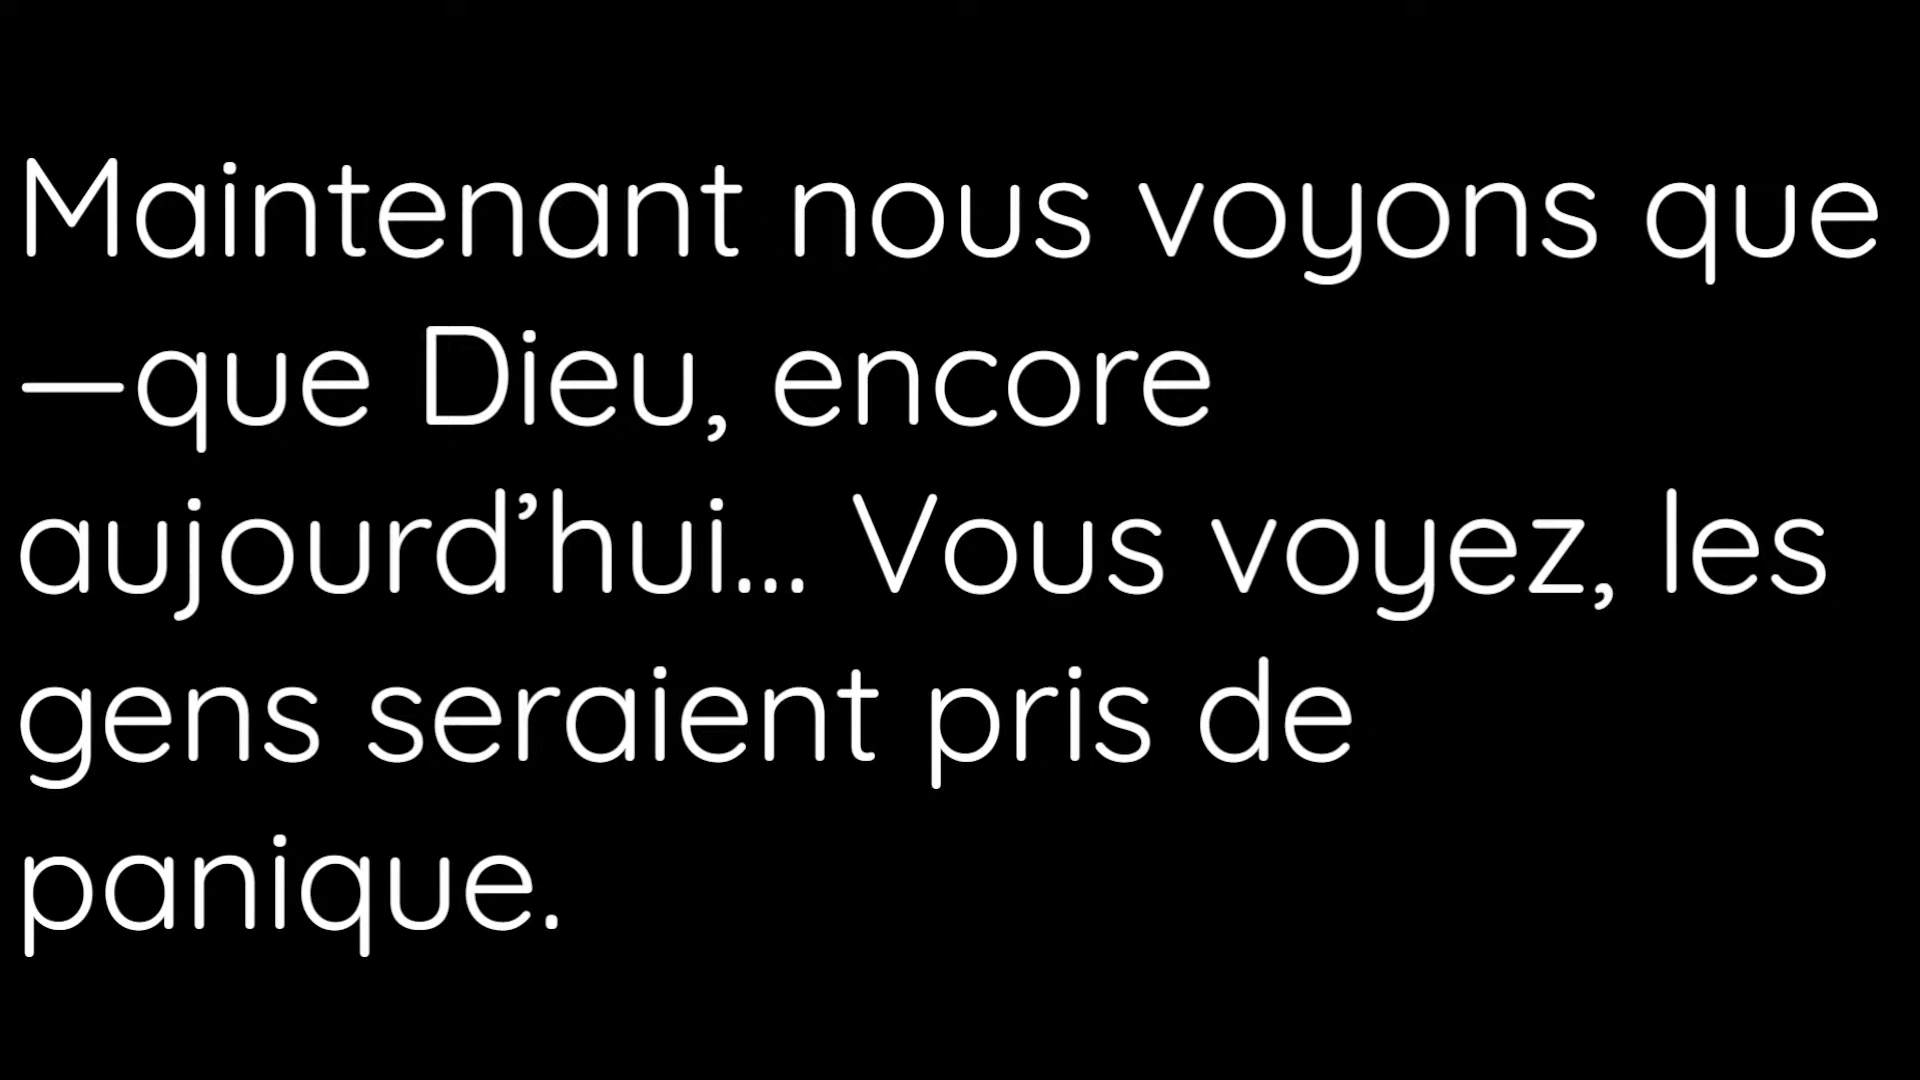 Maintenant nous voyons que
—que Dieu, encore
aujourd’hui... Vous voyez, les
gens seraient pris de
panique.